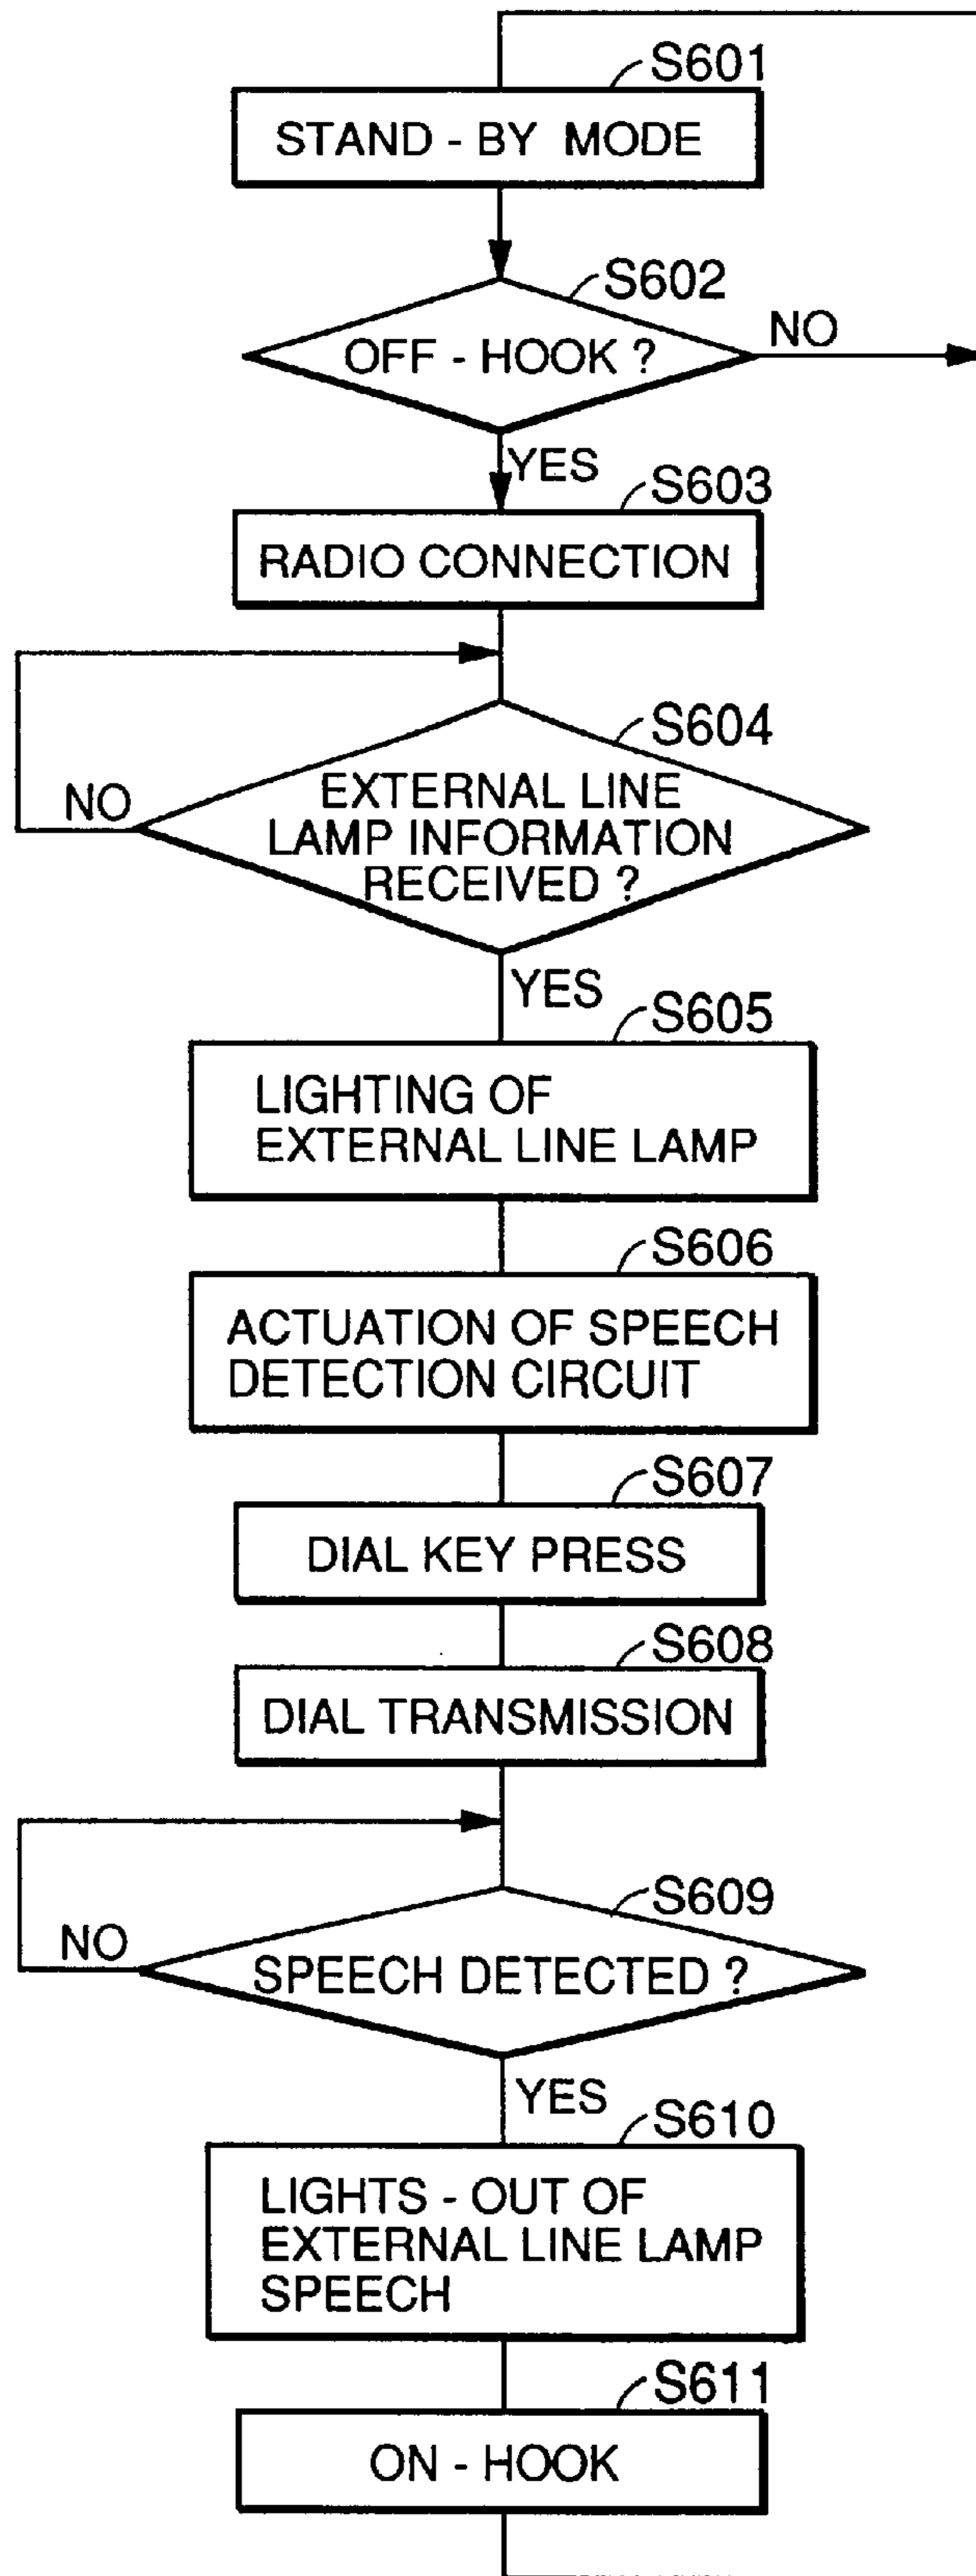 S601
STAND - BY MODE
S602
OFF - HOOK ?
NO
YES
S603
RADIO CONNECTION
S604
EXTERNAL LINE
LAMP INFORMATION
RECEIVED ?
NO
YES
S605
LIGHTING OF
EXTERNAL LINE LAMP
S606
ACTUATION OF SPEECH
DETECTION CIRCUIT
S607
DIAL KEY PRESS
S608
DIAL TRANSMISSION
S609
SPEECH DETECTED ?
NO
YES
S610
LIGHTS - OUT OF
EXTERNAL LINE LAMP
SPEECH
S611
ON - HOOK